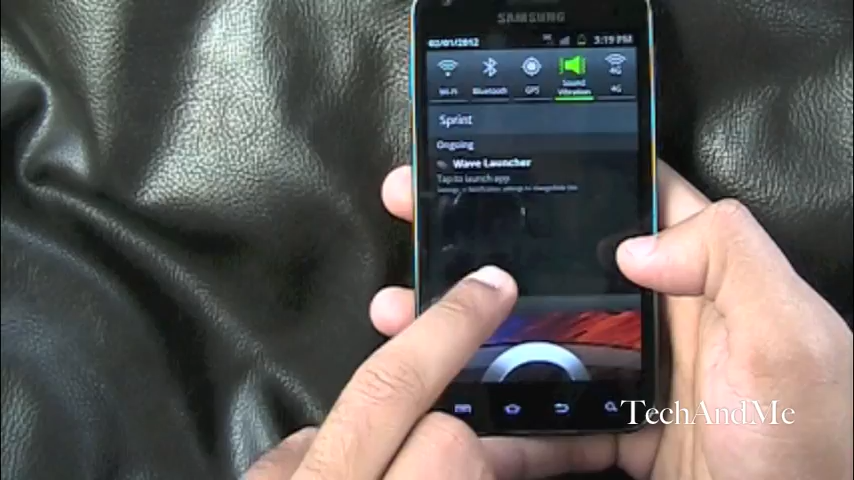 SAMSUNG
02/01/2012 3:19 PM
Wi-Fi Bluetooth GPS Sound Vibration 4G
Sprint
Ongoing
Wave Launcher
Tap to launch app
TechAndMe